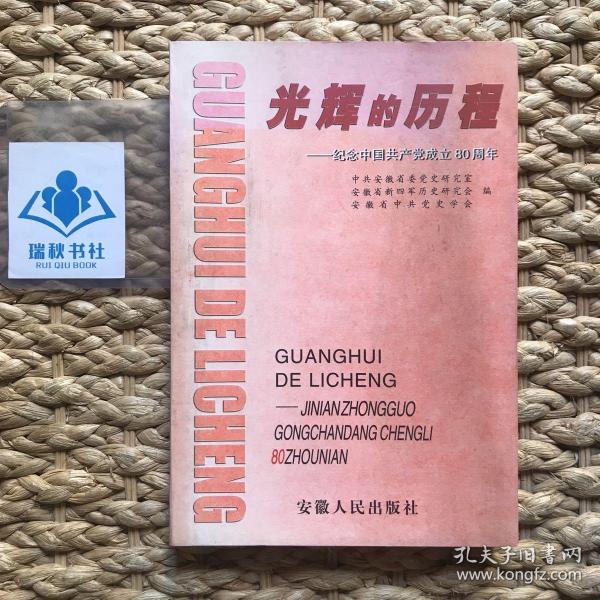 光辉的历程
——纪念中国共产党成立80周年
中共安徽省委党史研究室
安徽省新四军历史研究会 编
安徽省中共党史学会
GUANGHUI DE LICHENG
GUANGHUI
DE LICHENG
——JINIANZHONGGUO
GONGCHANDANG CHENGLI
80ZHOUNIAN
安徽人民出版社
瑞秋书社
RUI QIU BOOK
孔夫子旧书网
www.kongfz.com